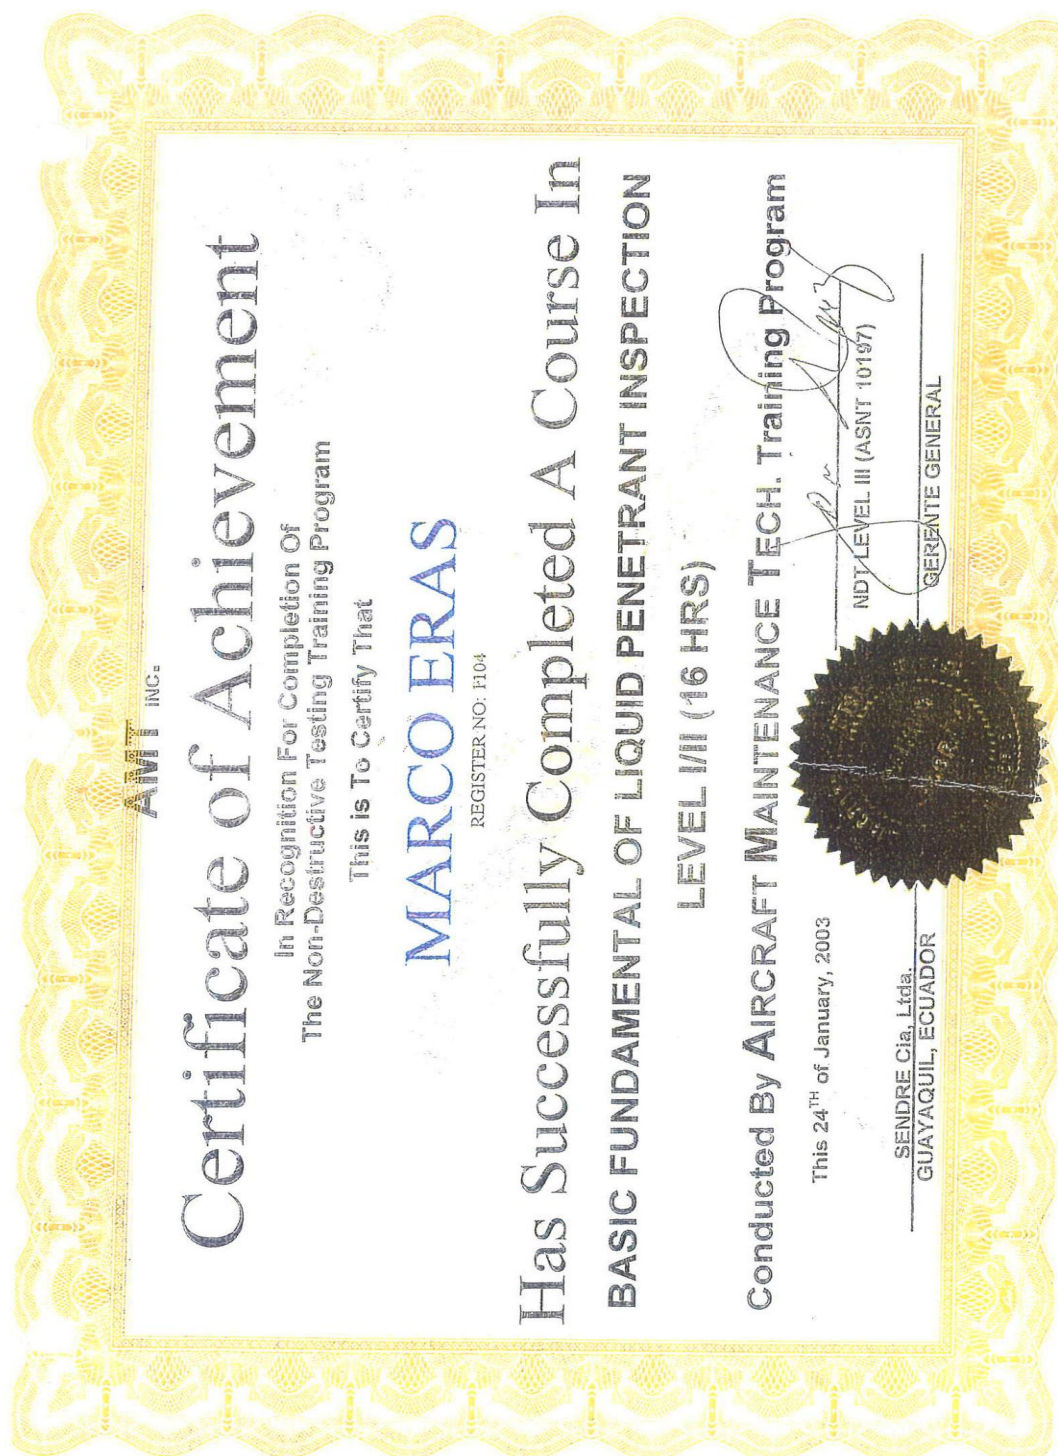 AMT INC.
Certificate of Achievement
In Recognition For Completion Of
The Non-Destructive Testing Training Program
This is To Certify That
MARCO ERAS
REGISTER NO: F104
Has Successfully Completed A Course In
BASIC FUNDAMENTAL OF LIQUID PENETRANT INSPECTION
LEVEL I/III (16 HRS)
Conducted By AIRCRAFT MAINTENANCE TECH. Training Program
This 24TH of January, 2003
NDT LEVEL III (ASNT 10197)
SENDRE Cia, Ltda.
GUAYAQUIL, ECUADOR
GERENTE GENERAL